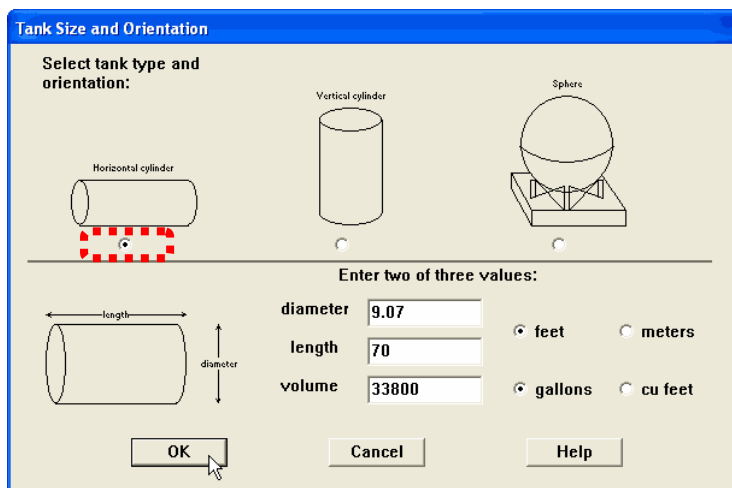 Tank Size and Orientation
Select tank type and
orientation:
Horizontal cylinder
Vertical cylinder
Sphere
Enter two of three values:
length
diameter
diameter 9.07
length 70
volume 33800
feet meters
gallons cu feet
OK Cancel Help